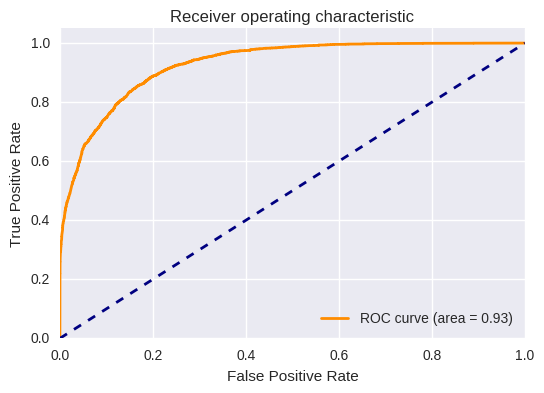 Receiver operating characteristic
1.0
0.8
0.6
0.4
0.2
0.0
True Positive Rate
ROC curve (area = 0.93)
0.0 0.2 0.4 0.6 0.8 1.0
False Positive Rate